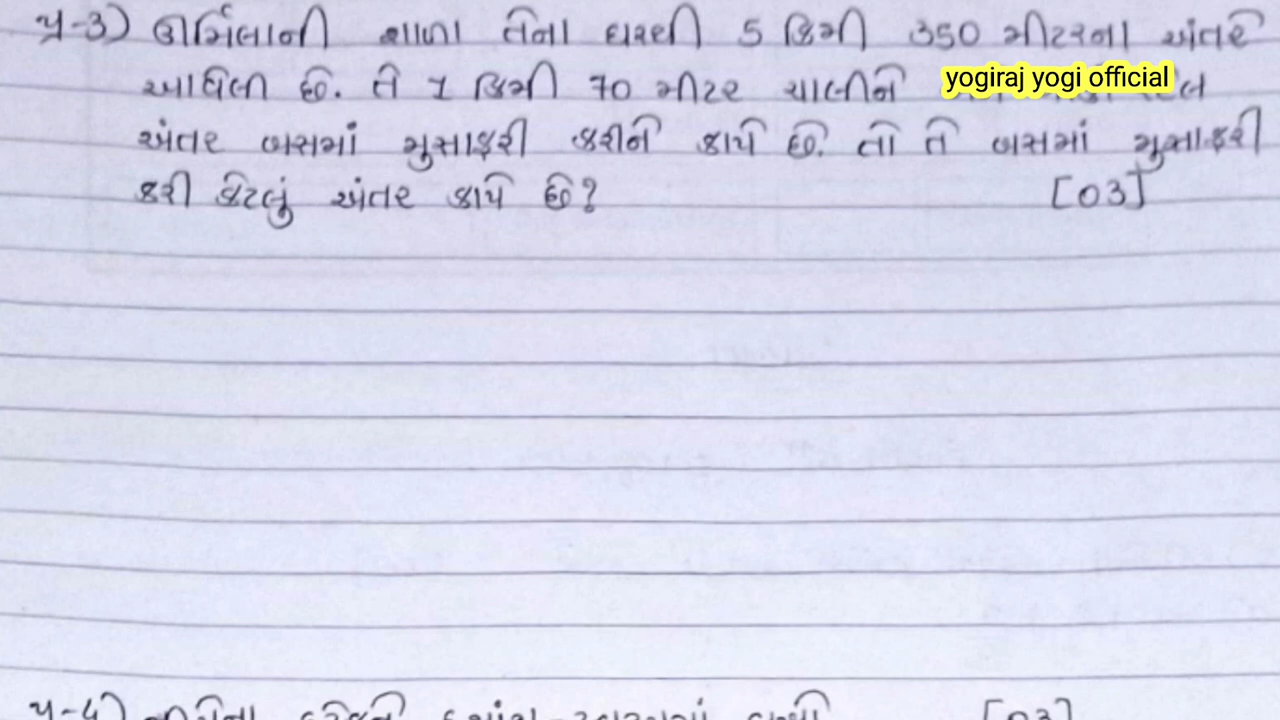 પ્ર-3) ઊર્મિલાની શાળા તેના ઘરથી 5 કિમી 350 મીટરના અંતરે
આવેલી છે. તે 1 કિમી 70 મીટર ચાલીને
yogiraj yogi official
અંતર બસમાં મુસાફરી કરીને કાપે છે. તો તે બસમાં મુસાફરી
કરી કેટલું અંતર કાપે છે?
[03]
પ્ર-4)
[03]